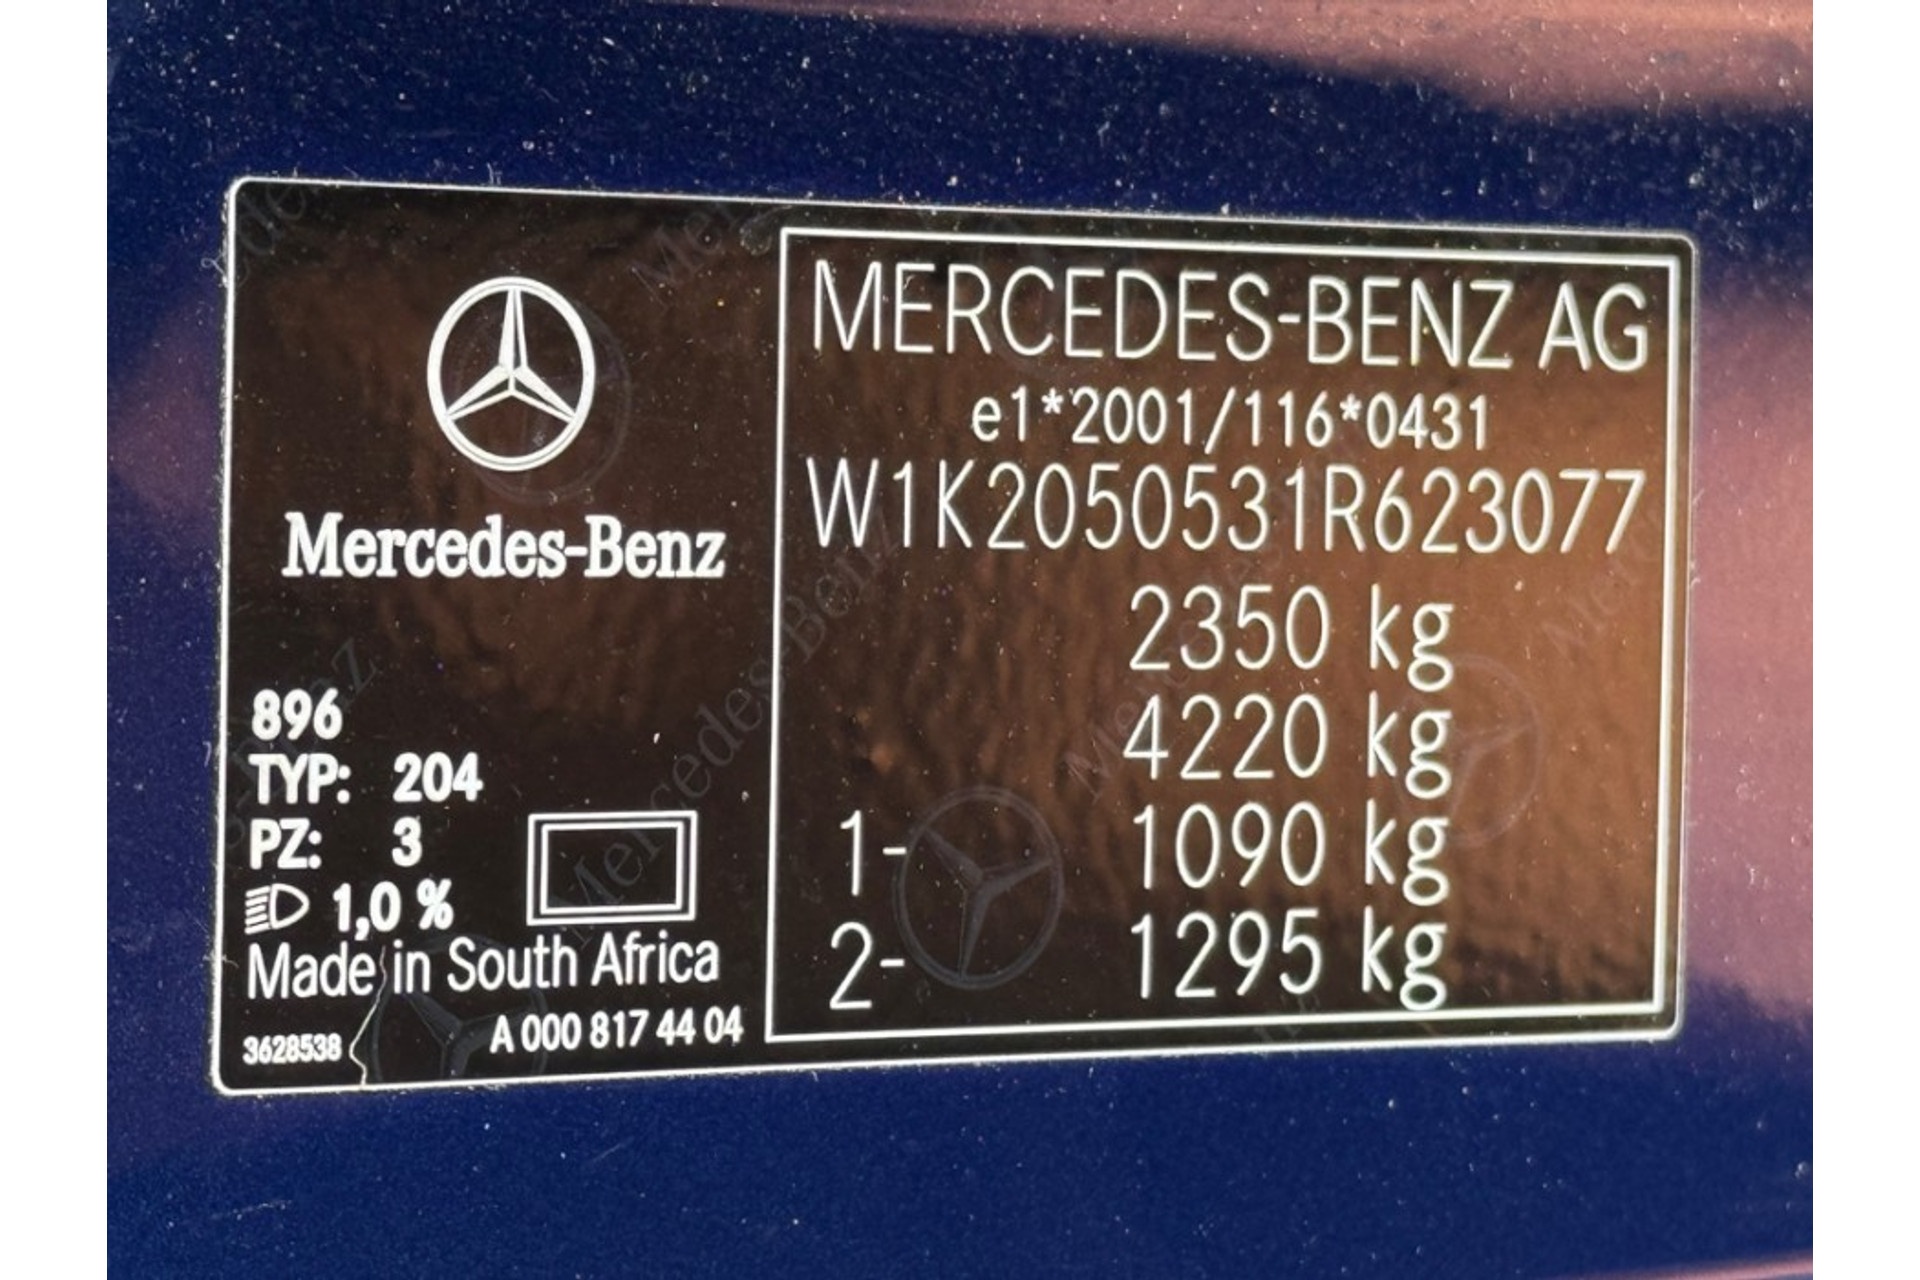 Mercedes-Benz
896
TYP: 204
PZ: 3
1,0 %
Made in South Africa
3628538
A 000 817 44 04
MERCEDES-BENZ AG
e1*2001/116*0431
W1K2050531R623077
2350 kg
4220 kg
1- 1090 kg
2- 1295 kg